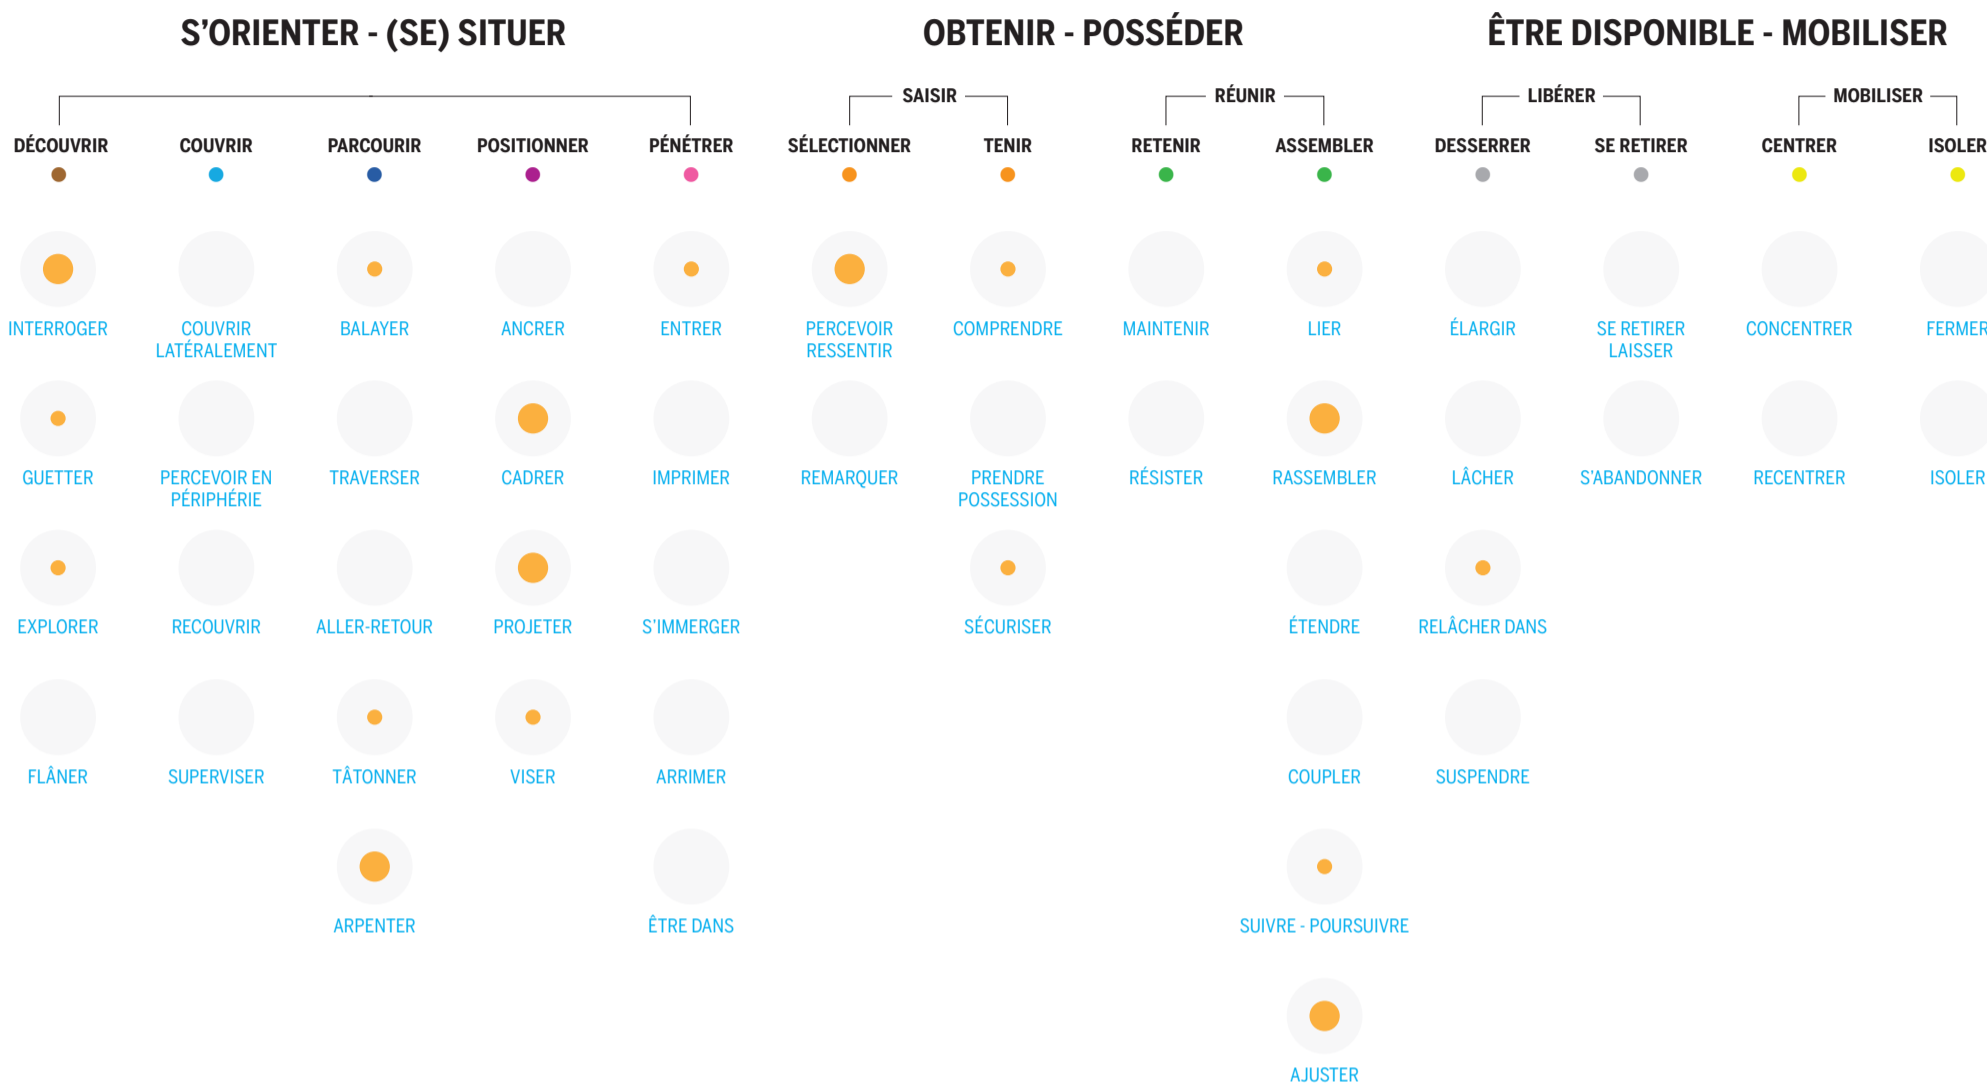 S’ORIENTER - (SE) SITUER
OBTENIR - POSSÉDER
ÊTRE DISPONIBLE - MOBILISER
SAISIR
RÉUNIR
LIBÉRER
MOBILISER
DÉCOUVRIR
COUVRIR
PARCOURIR
POSITIONNER
PÉNÉTRER
SÉLECTIONNER
TENIR
RETENIR
ASSEMBLER
DESSERRER
SE RETIRER
CENTRER
ISOLER
INTERROGER
COUVRIR
LATÉRALEMENT
BALAYER
ANCRER
ENTRER
PERCEVOIR
RESSENTIR
COMPRENDRE
MAINTENIR
LIER
ÉLARGIR
SE RETIRER
LAISSER
CONCENTRER
FERMER
GUETTER
PERCEVOIR EN
PÉRIPHÉRIE
TRAVERSER
CADRER
IMPRIMER
REMARQUER
PRENDRE
POSSESSION
RÉSISTER
RASSEMBLER
LÂCHER
S’ABANDONNER
RECENTRER
ISOLER
EXPLORER
RECOUVRIR
ALLER-RETOUR
PROJETER
S’IMMERGER
SÉCURISER
ÉTENDRE
RELÂCHER DANS
FLÂNER
SUPERVISER
TÂTONNER
VISER
ARRIMER
COUPLER
SUSPENDRE
ARPENTER
ÊTRE DANS
SUIVRE - POURSUIVRE
AJUSTER